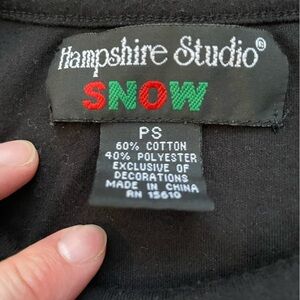 Hampshire Studio®
SNOW
PS
60% COTTON
40% POLYESTER
EXCLUSIVE OF
DECORATIONS
MADE IN CHINA
RN 15610